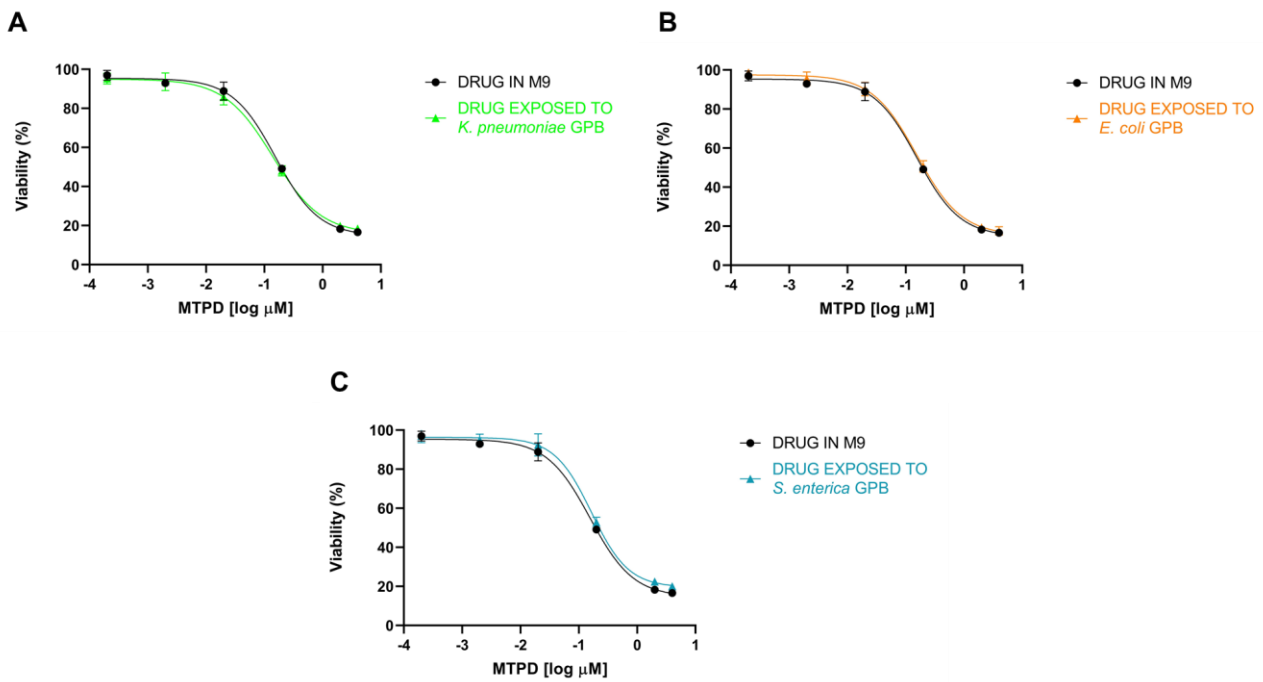 A
100
80
60
40
20
0
Viability (%)
-4 -3 -2 -1 0 1
MTPD [log μM]
DRUG IN M9
DRUG EXPOSED TO
K. pneumoniae GPB
B
100
80
60
40
20
0
Viability (%)
-4 -3 -2 -1 0 1
MTPD [log μM]
DRUG IN M9
DRUG EXPOSED TO
E. coli GPB
C
100
80
60
40
20
0
Viability (%)
-4 -3 -2 -1 0 1
MTPD [log μM]
DRUG IN M9
DRUG EXPOSED TO
S. enterica GPB